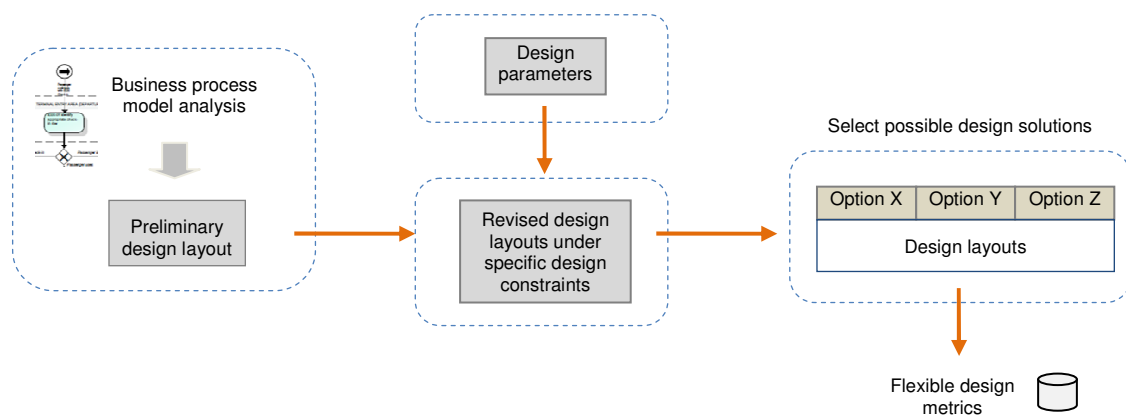 Business process
model analysis
Preliminary
design layout
Design
parameters
Revised design
layouts under
specific design
constraints
Select possible design solutions
Option X Option Y Option Z
Design layouts
Flexible design
metrics